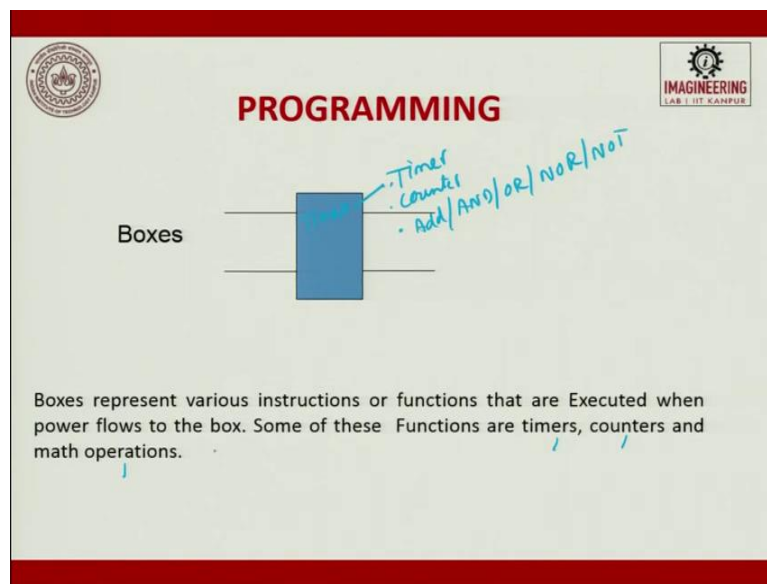 IMAGINEERING
LAB | IIT KANPUR
PROGRAMMING
. Timer
. Counter
. Add/AND/OR/NOR/NOT
Boxes
Boxes represent various instructions or functions that are Executed when
power flows to the box. Some of these Functions are timers, counters and
math operations.